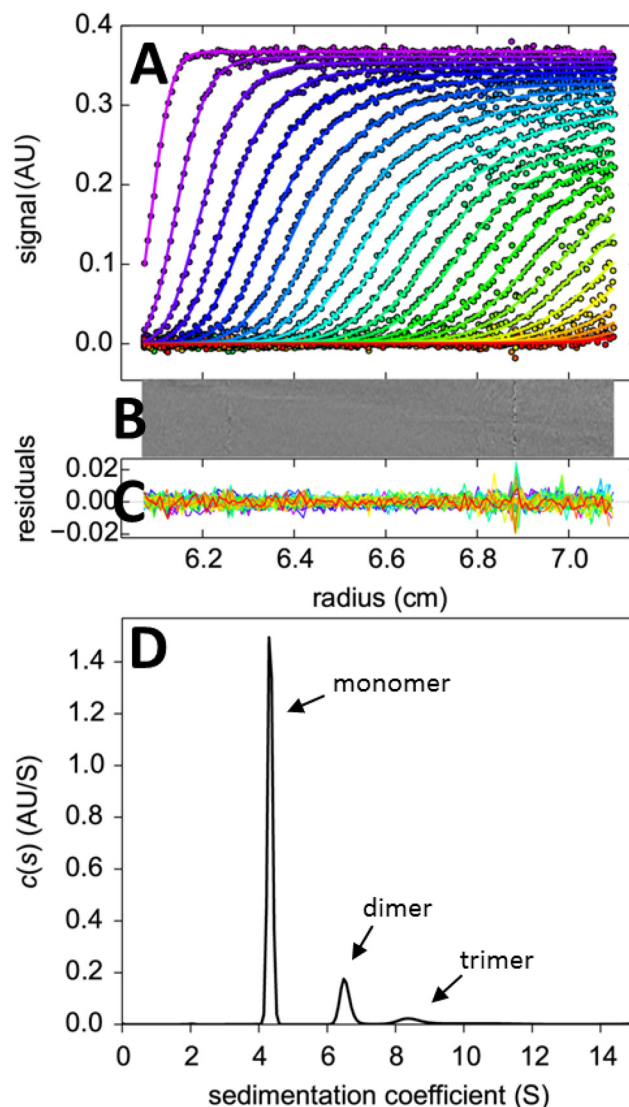 A
signal (AU)
0.4
0.3
0.2
0.1
0.0
B
C
residuals
0.02
0.00
−0.02
6.2 6.4 6.6 6.8 7.0
radius (cm)
D
c(s) (AU/S)
1.4
1.2
1.0
0.8
0.6
0.4
0.2
0.0
monomer
dimer
trimer
0 2 4 6 8 10 12 14
sedimentation coefficient (S)